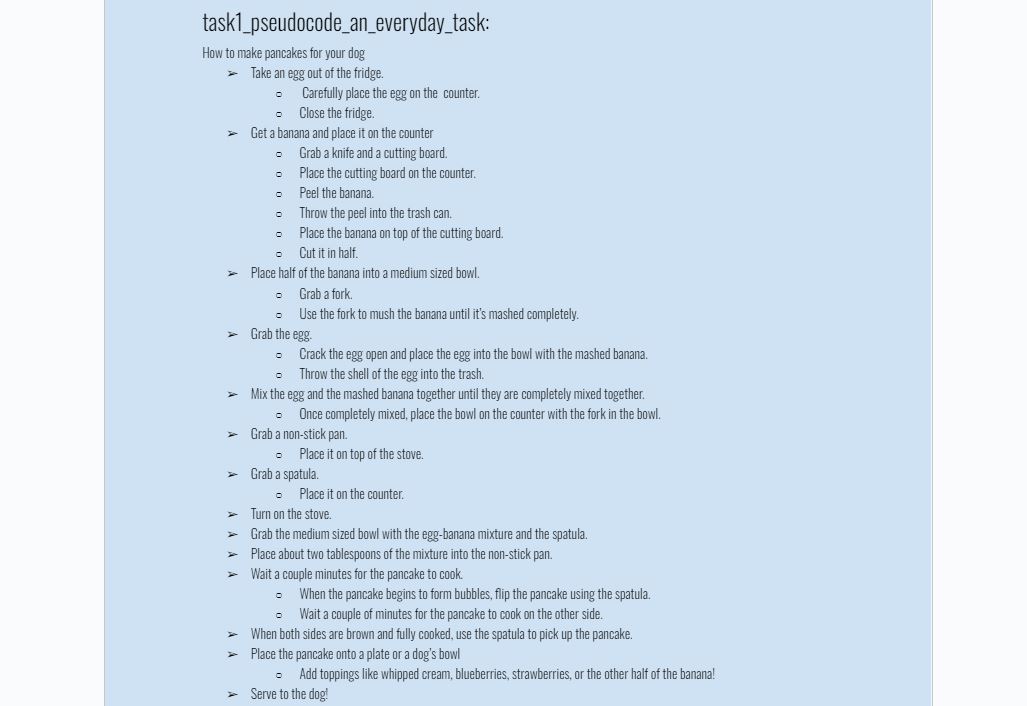 task1_pseudocode_an_everyday_task:
How to make pancakes for your dog
➢ Take an egg out of the fridge.
○ Carefully place the egg on the counter.
○ Close the fridge.
➢ Get a banana and place it on the counter
○ Grab a knife and a cutting board.
○ Place the cutting board on the counter.
○ Peel the banana.
○ Throw the peel into the trash can.
○ Place the banana on top of the cutting board.
○ Cut it in half.
➢ Place half of the banana into a medium sized bowl.
○ Grab a fork.
○ Use the fork to mush the banana until it's mashed completely.
➢ Grab the egg.
○ Crack the egg open and place the egg into the bowl with the mashed banana.
○ Throw the shell of the egg into the trash.
➢ Mix the egg and the mashed banana together until they are completely mixed together.
○ Once completely mixed, place the bowl on the counter with the fork in the bowl.
➢ Grab a non-stick pan.
○ Place it on top of the stove.
➢ Grab a spatula.
○ Place it on the counter.
➢ Turn on the stove.
➢ Grab the medium sized bowl with the egg-banana mixture and the spatula.
➢ Place about two tablespoons of the mixture into the non-stick pan.
➢ Wait a couple minutes for the pancake to cook.
○ When the pancake begins to form bubbles, flip the pancake using the spatula.
○ Wait a couple of minutes for the pancake to cook on the other side.
➢ When both sides are brown and fully cooked, use the spatula to pick up the pancake.
➢ Place the pancake onto a plate or a dog's bowl
○ Add toppings like whipped cream, blueberries, strawberries, or the other half of the banana!
➢ Serve to the dog!